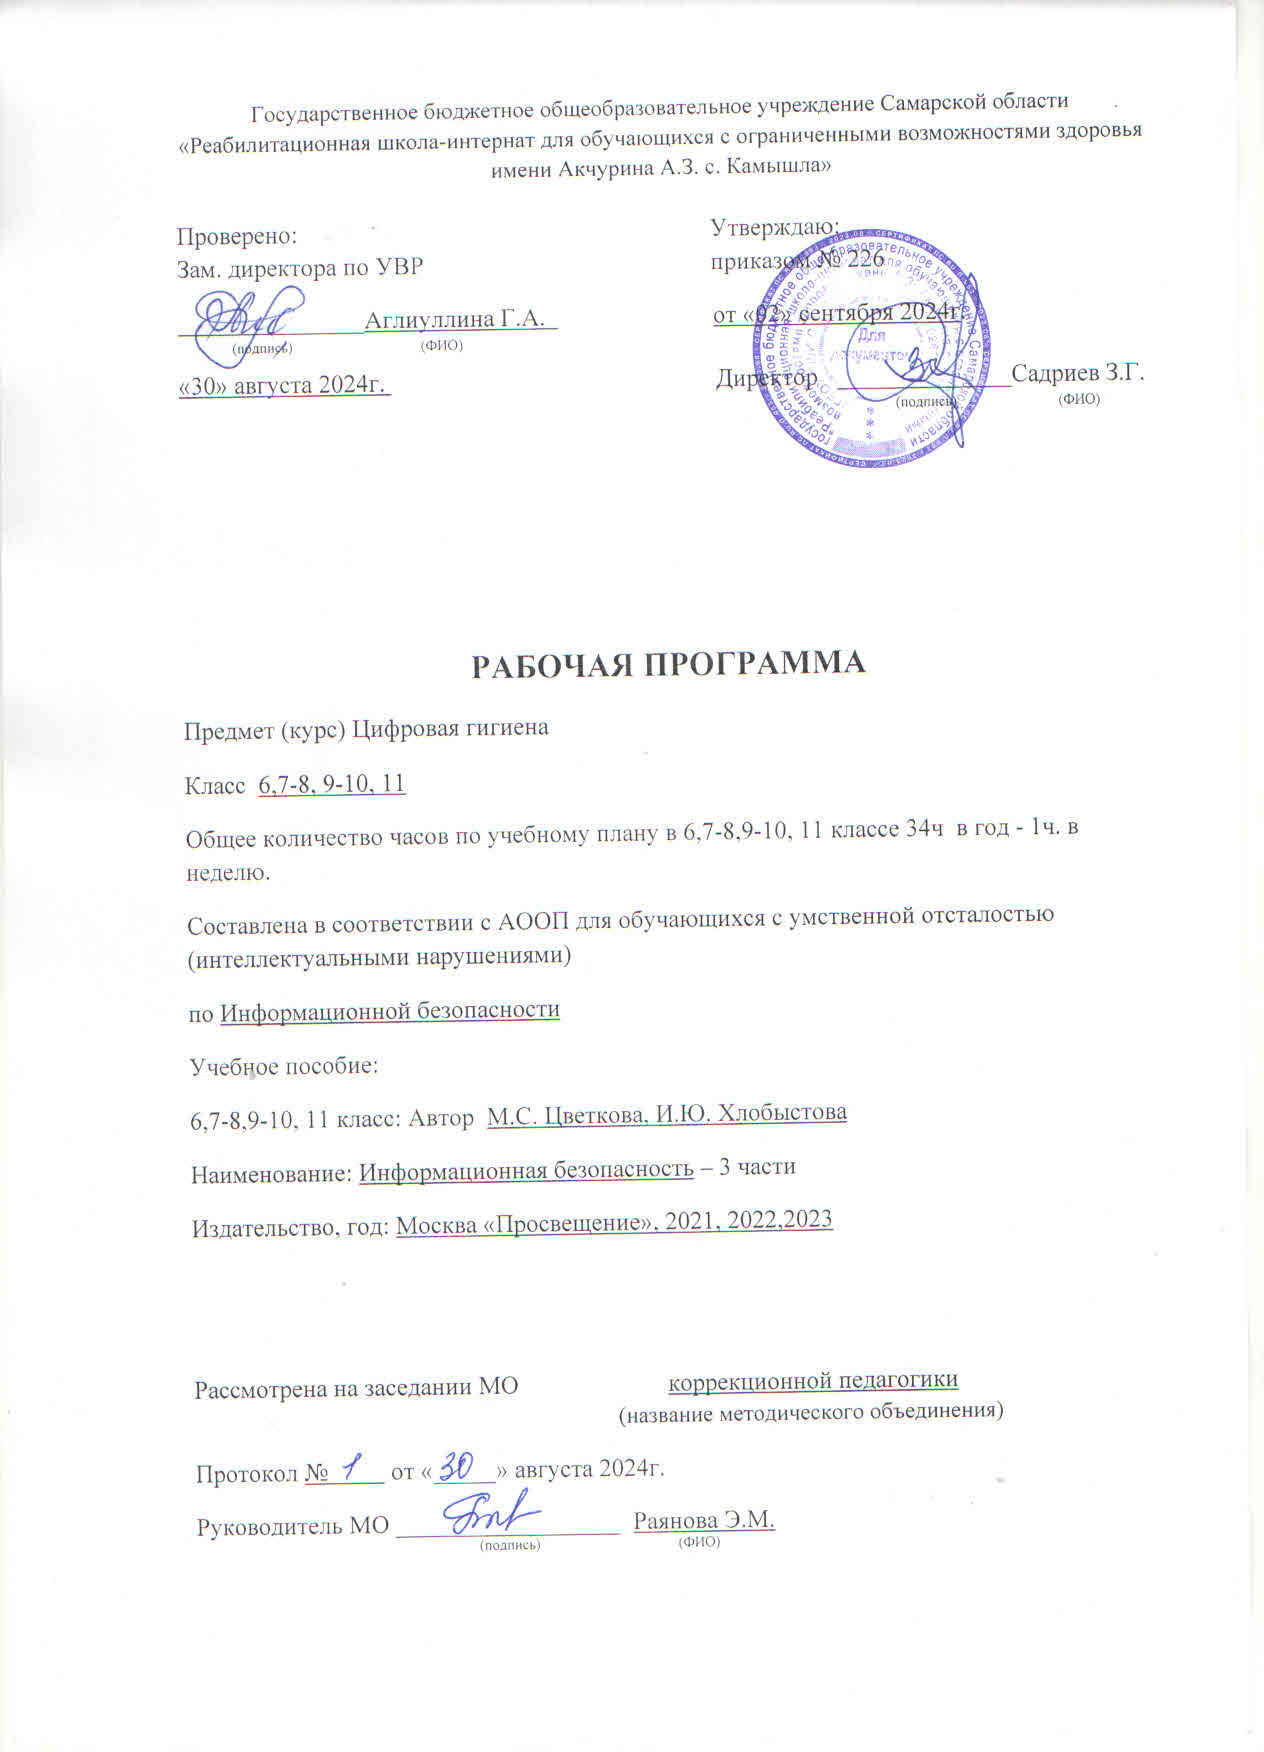 Государственное бюджетное общеобразовательное учреждение Самарской области
«Реабилитационная школа-интернат для обучающихся с ограниченными возможностями здоровья
имени Акчурина А.З. с. Камышла»
Проверено:
Зам. директора по УВР
Аглиуллина Г.А.
(подпись) (ФИО)
«30» августа 2024г.
Утверждаю:
приказом № 226
от «02» сентября 2024г.
Директор Садриев З.Г.
(подпись) (ФИО)
Для
документов
РАБОЧАЯ ПРОГРАММА
Предмет (курс) Цифровая гигиена
Класс 6,7-8, 9-10, 11
Общее количество часов по учебному плану в 6,7-8,9-10, 11 классе 34ч в год - 1ч. в
неделю.
Составлена в соответствии с АООП для обучающихся с умственной отсталостью
(интеллектуальными нарушениями)
по Информационной безопасности
Учебное пособие:
6,7-8,9-10, 11 класс: Автор М.С. Цветкова, И.Ю. Хлобыстова
Наименование: Информационная безопасность – 3 части
Издательство, год: Москва «Просвещение», 2021, 2022,2023
Рассмотрена на заседании МО коррекционной педагогики
(название методического объединения)
Протокол № 1 от «30» августа 2024г.
Руководитель МО Раянова Э.М.
(подпись) (ФИО)